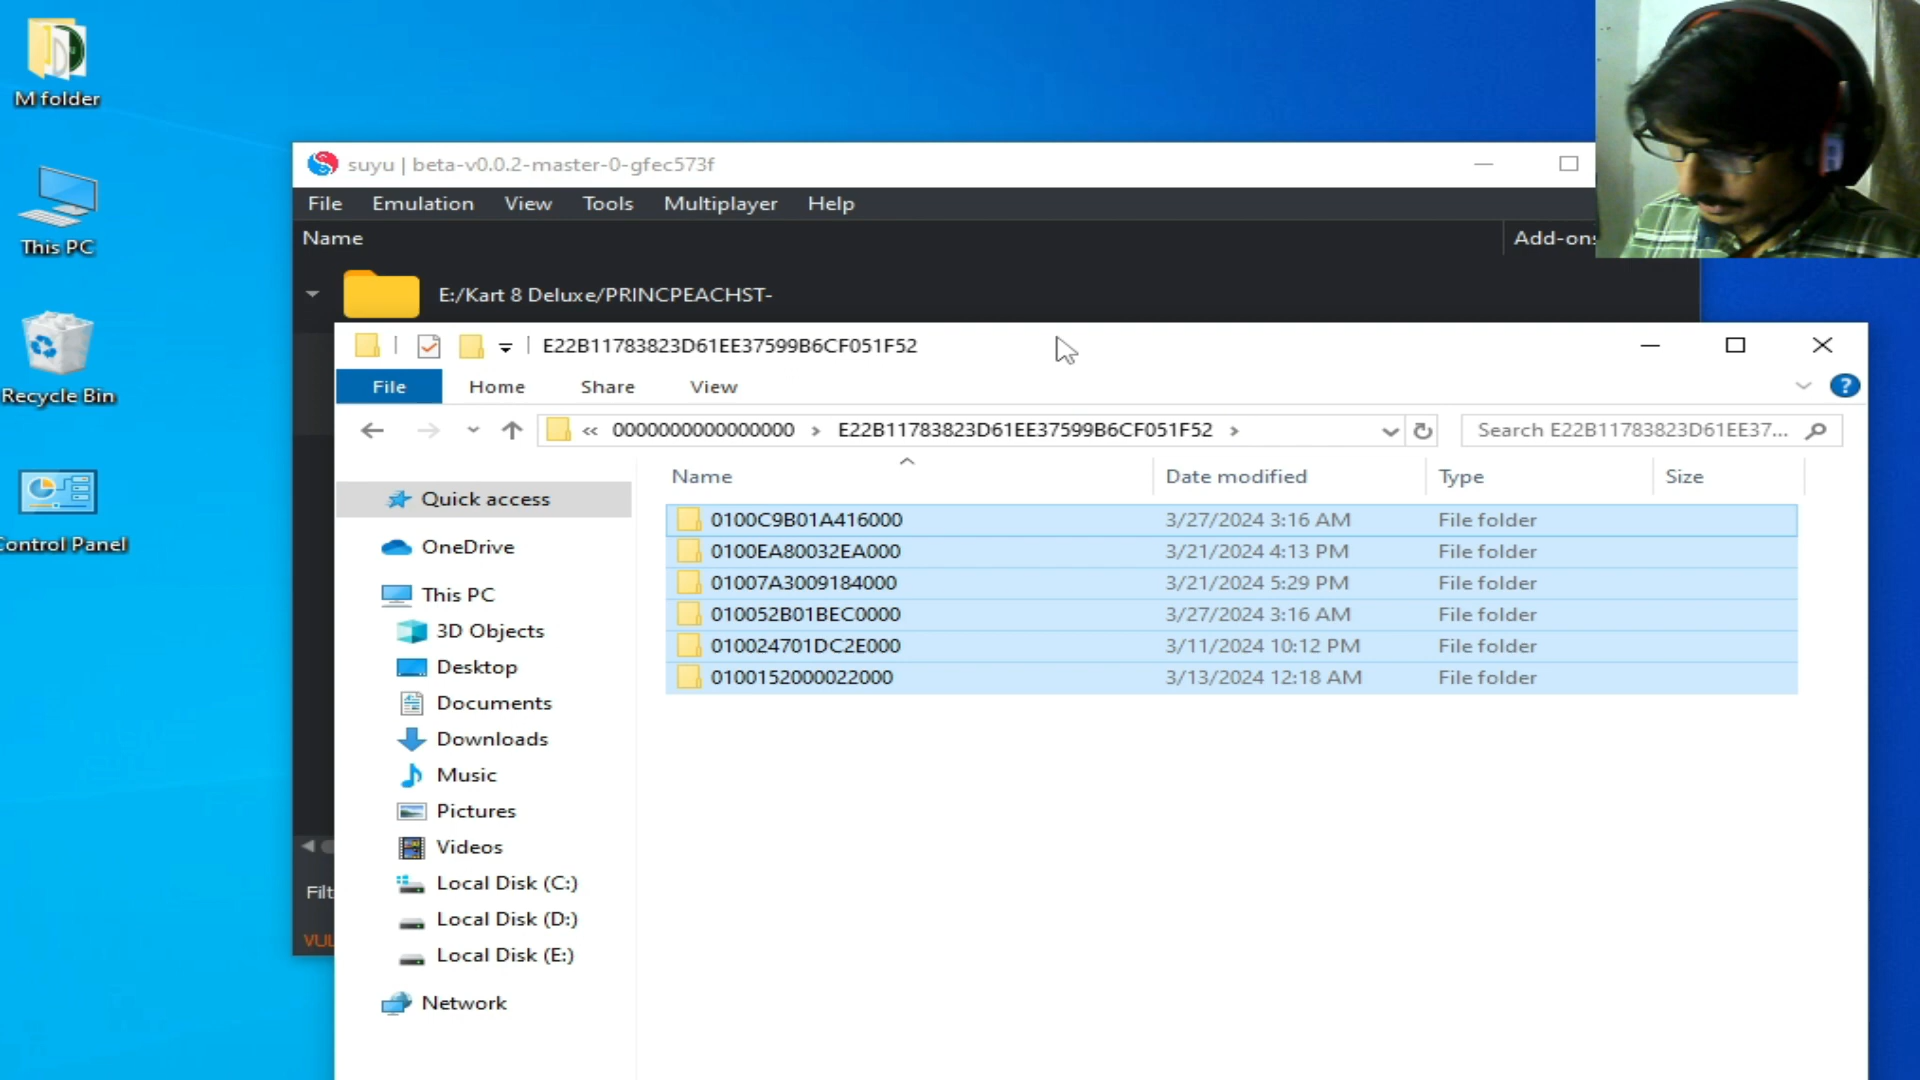 M folder
This PC
Recycle Bin
Control Panel
suyu | beta-v0.0.2-master-0-gfec573f
File Emulation View Tools Multiplayer Help
Name Add-ons
E:/Kart 8 Deluxe/PRINCPEACHST-
E22B11783823D61EE37599B6CF051F52
File Home Share View
« 0000000000000000 › E22B11783823D61EE37599B6CF051F52 ›
Search E22B11783823D61EE37...
Name Date modified Type Size
0100C9B01A416000 3/27/2024 3:16 AM File folder
0100EA80032EA000 3/21/2024 4:13 PM File folder
01007A3009184000 3/21/2024 5:29 PM File folder
010052B01BEC0000 3/27/2024 3:16 AM File folder
010024701DC2E000 3/11/2024 10:12 PM File folder
0100152000022000 3/13/2024 12:18 AM File folder
Quick access
OneDrive
This PC
3D Objects
Desktop
Documents
Downloads
Music
Pictures
Videos
Local Disk (C:)
Local Disk (D:)
Local Disk (E:)
Network
Filt
VUL